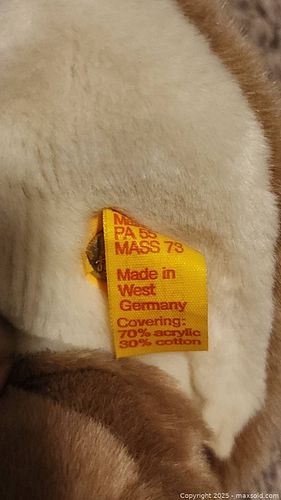 PA 55
MASS 73
Made in
West
Germany
Covering:
70% acrylic
30% cotton
Copyright 2025 - maxsold.com